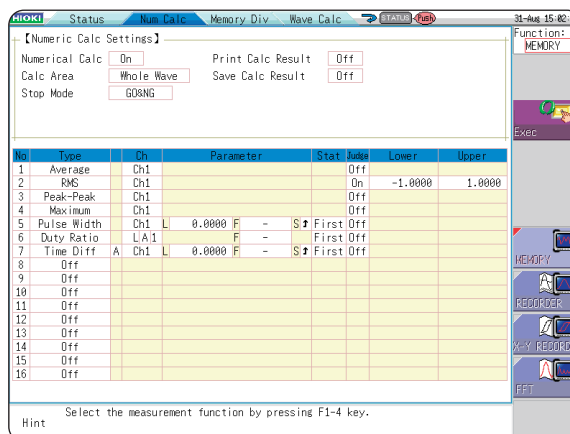 HIOKI Status Num Calc Memory Div Wave Calc STATUS Push 31-Aug 15:02:
Function:
MEMORY
【Numeric Calc Settings】
Numerical Calc On Print Calc Result Off
Calc Area Whole Wave Save Calc Result Off
Stop Mode GO&NG
Exec
No Type Ch Parameter Stat Judge Lower Upper
1 Average Ch1 Off
2 RMS Ch1 On -1.0000 1.0000
3 Peak-Peak Ch1 Off
4 Maximum Ch1 Off
5 Pulse Width Ch1 L 0.0000 F - S First Off
6 Duty Ratio L A 1 F - First Off
7 Time Diff A Ch1 L 0.0000 F - S First Off
8 Off
9 Off
10 Off
11 Off
12 Off
13 Off
14 Off
15 Off
16 Off
MEMORY
RECORDER
X-Y RECORD
FFT
Select the measurement function by pressing F1-4 key.
Hint